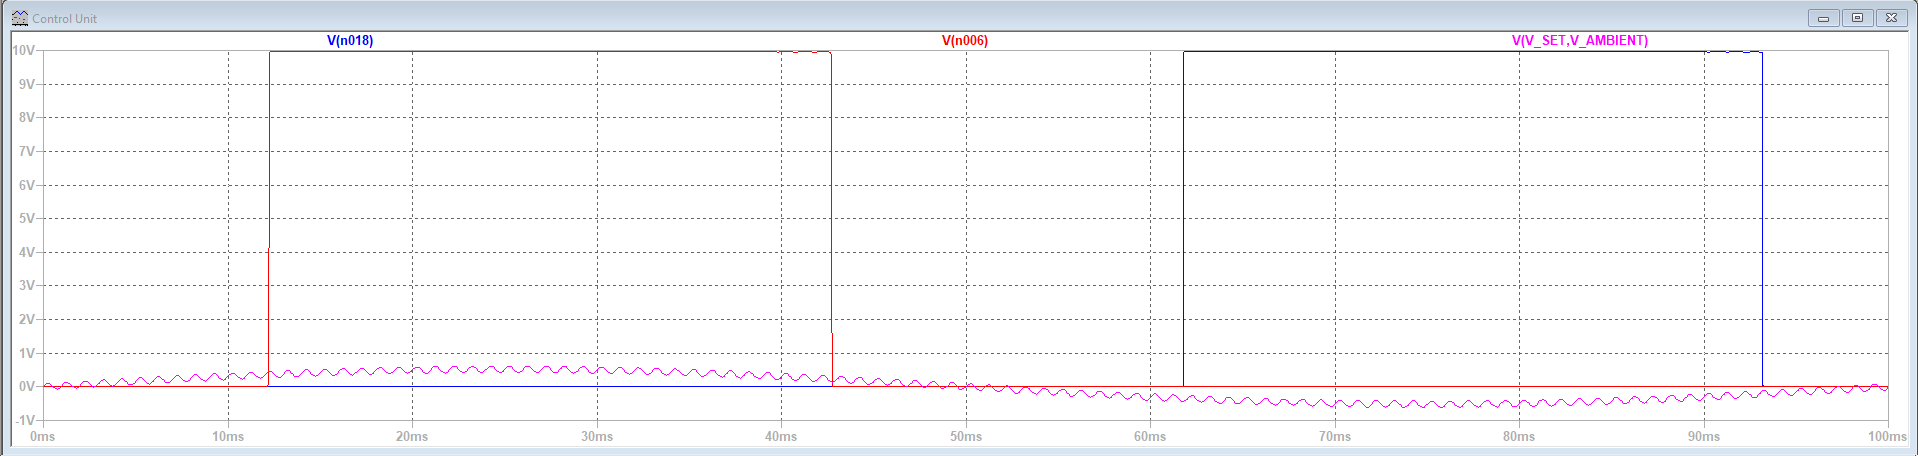 Control Unit
V(n018) V(n006) V(V_SET,V_AMBIENT)
10V
9V
8V
7V
6V
5V
4V
3V
2V
1V
0V
-1V
0ms 10ms 20ms 30ms 40ms 50ms 60ms 70ms 80ms 90ms 100ms